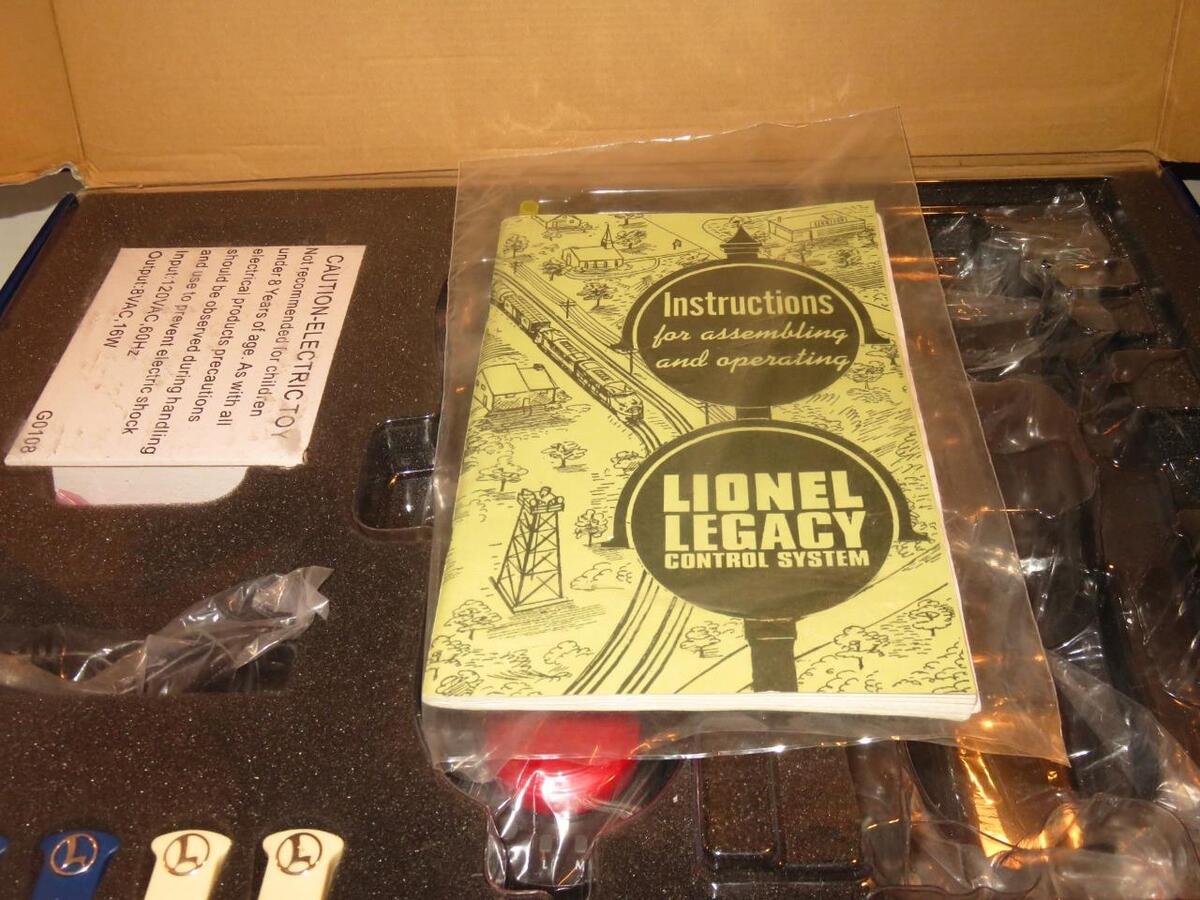 CAUTION-ELECTRIC TOY
Not recommended for children
under 8 Years of age. As with all
electrical products precautions
should be observed during handling
and use to prevent electric shock
Input:120VAC,60Hz
Output:8VAC,16W
G0108
Instructions
for assembling
and operating
LIONEL
LEGACY
CONTROL SYSTEM
L
L
L